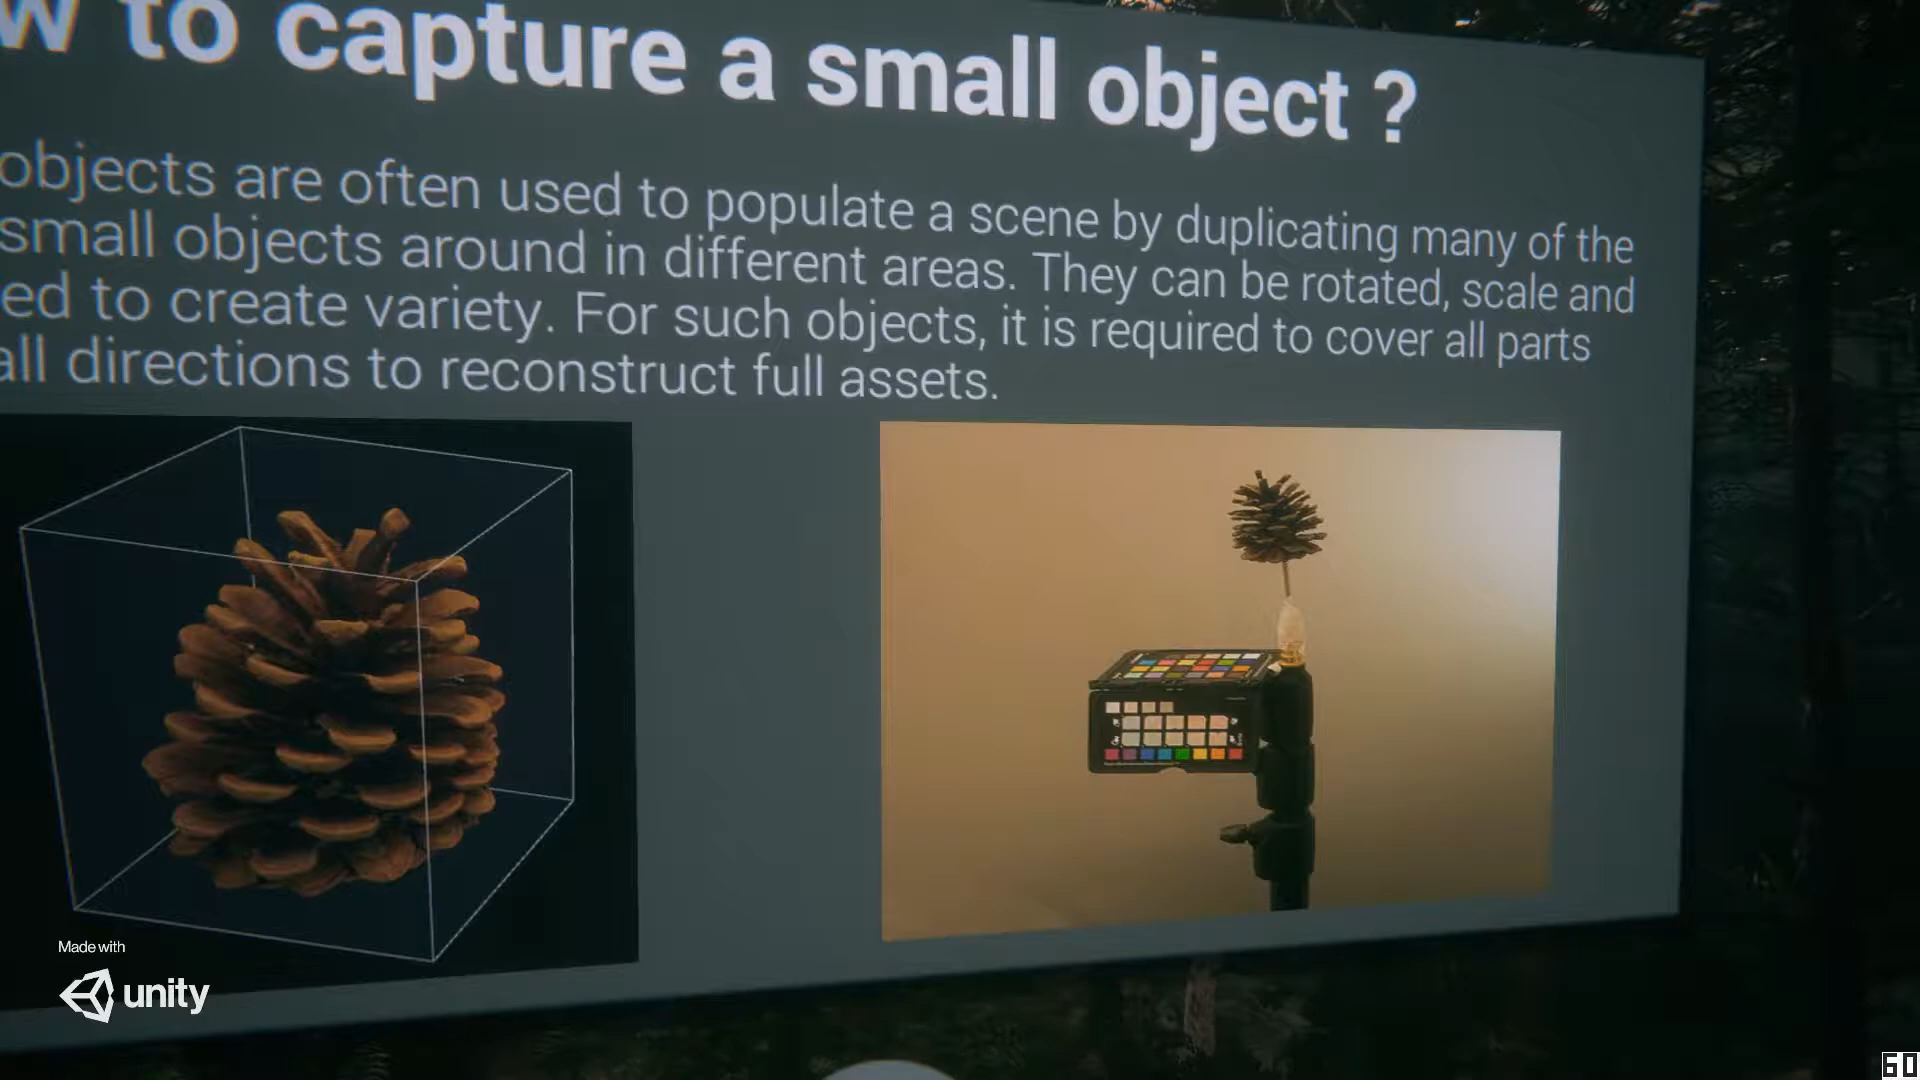 w to capture a small object ?
objects are often used to populate a scene by duplicating many of the
small objects around in different areas. They can be rotated, scale and
ed to create variety. For such objects, it is required to cover all parts
all directions to reconstruct full assets.
Made with
unity
60